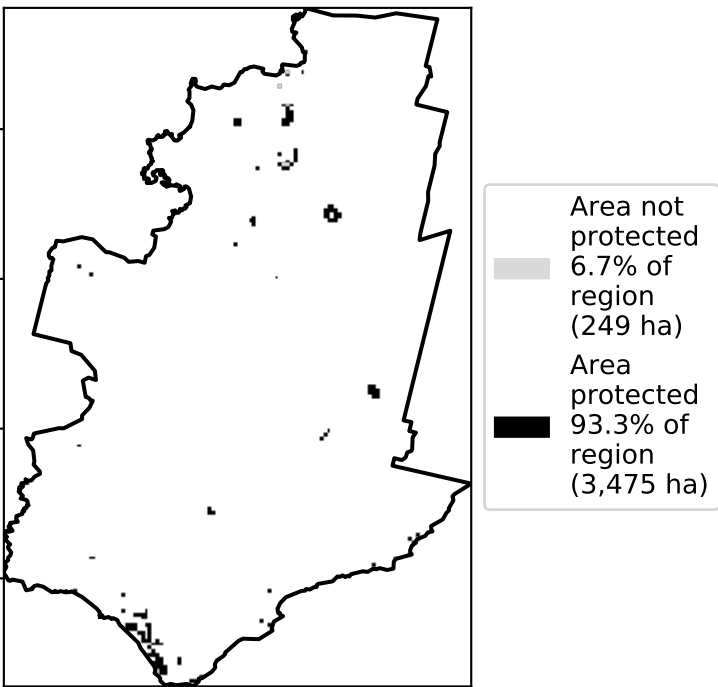 Area not
protected
6.7% of
region
(249 ha)
Area
protected
93.3% of
region
(3,475 ha)